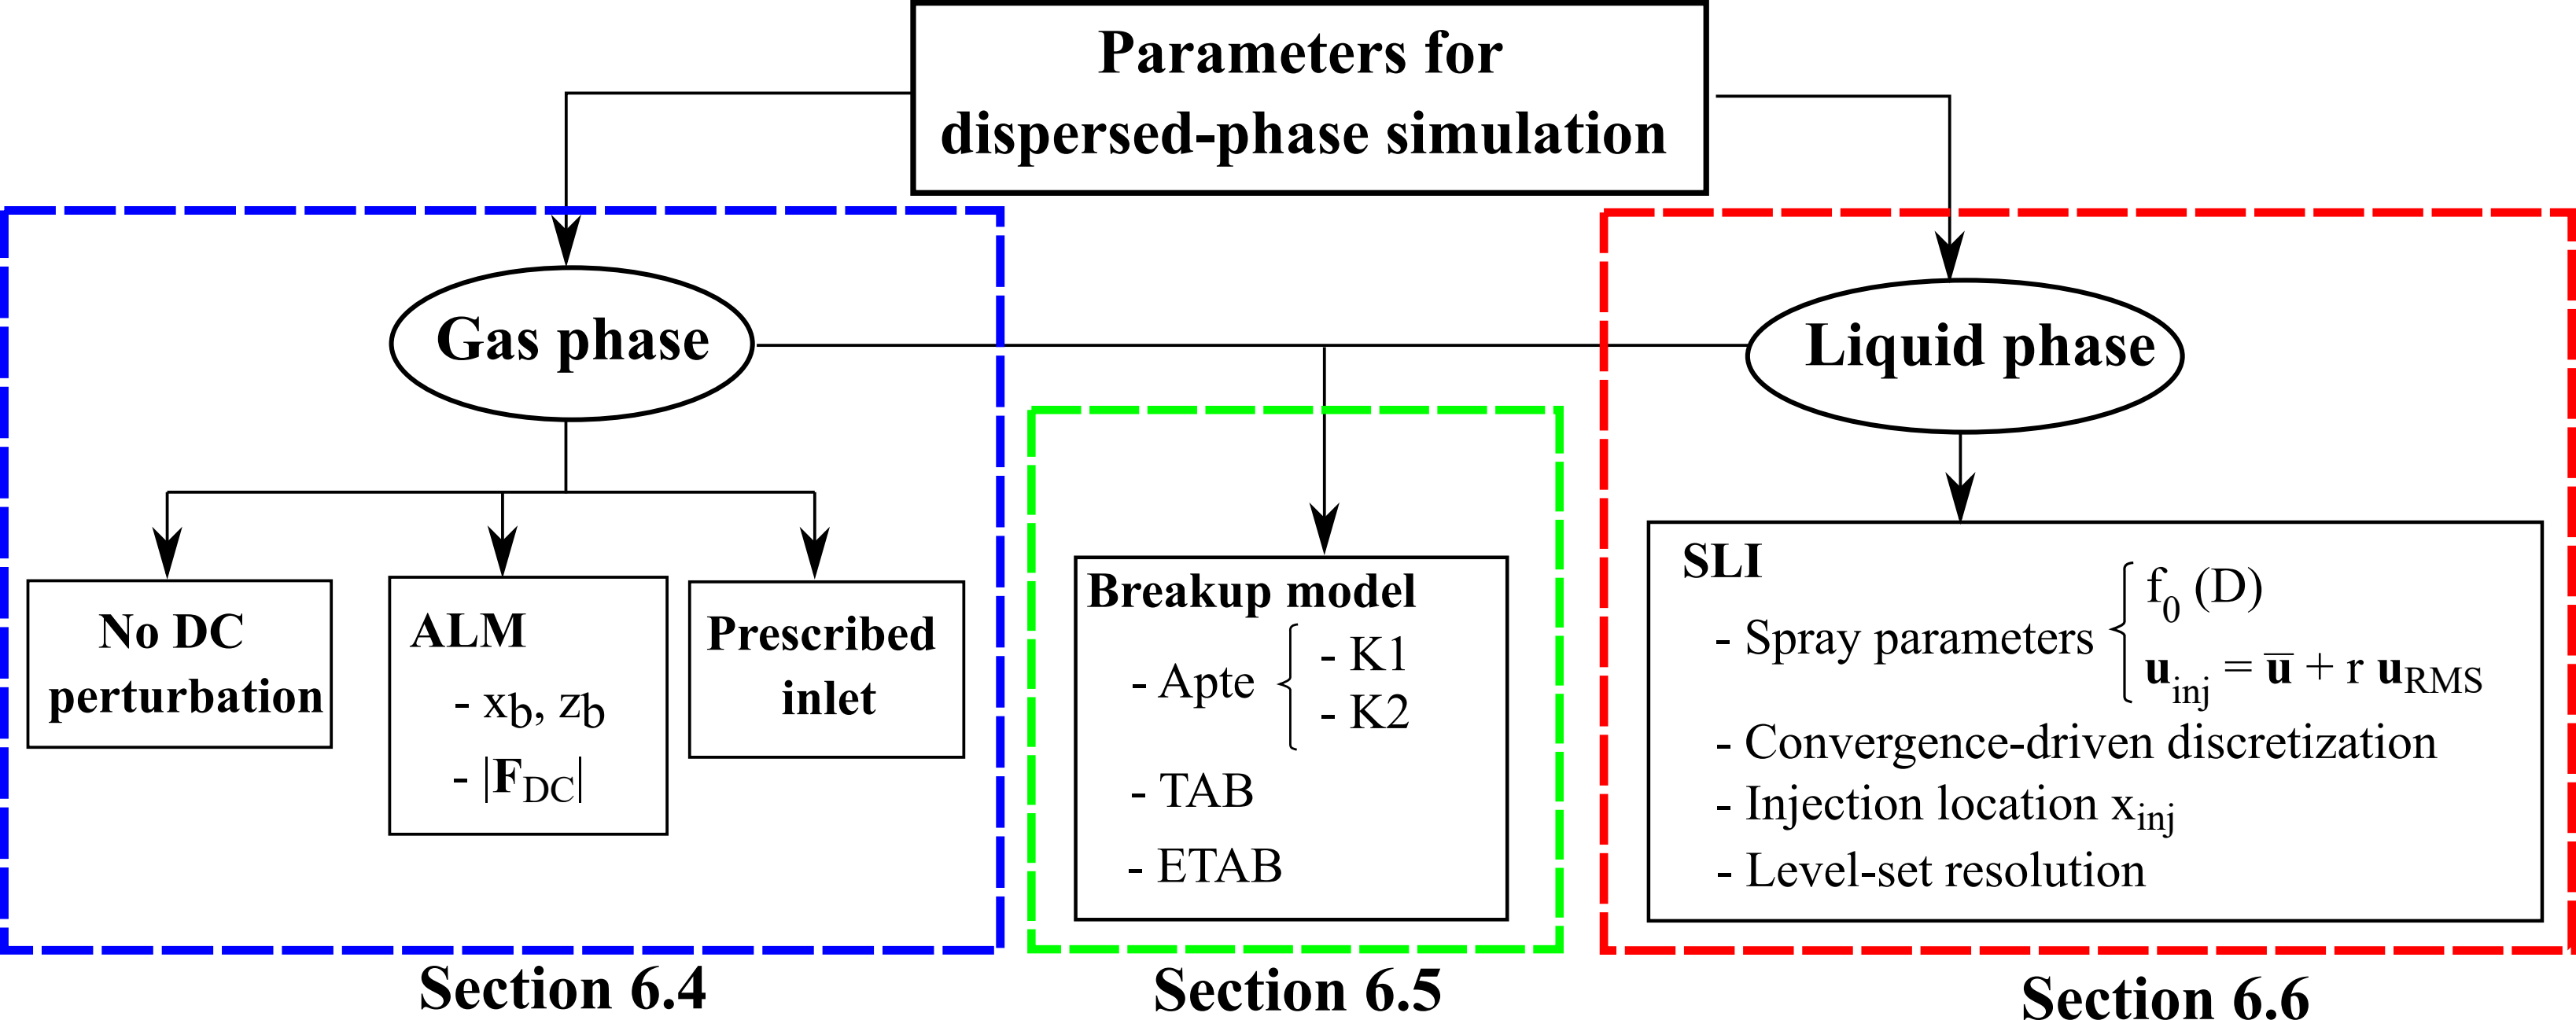 Parameters for
dispersed-phase simulation
Gas phase
Liquid phase
No DC
perturbation
ALM
- xb, zb
- |FDC|
Prescribed
inlet
Breakup model
- Apte
- K1
- K2
- TAB
- ETAB
SLI
- Spray parameters
f0 (D)
uinj = u̅ + r uRMS
- Convergence-driven discretization
- Injection location xinj
- Level-set resolution
Section 6.4
Section 6.5
Section 6.6